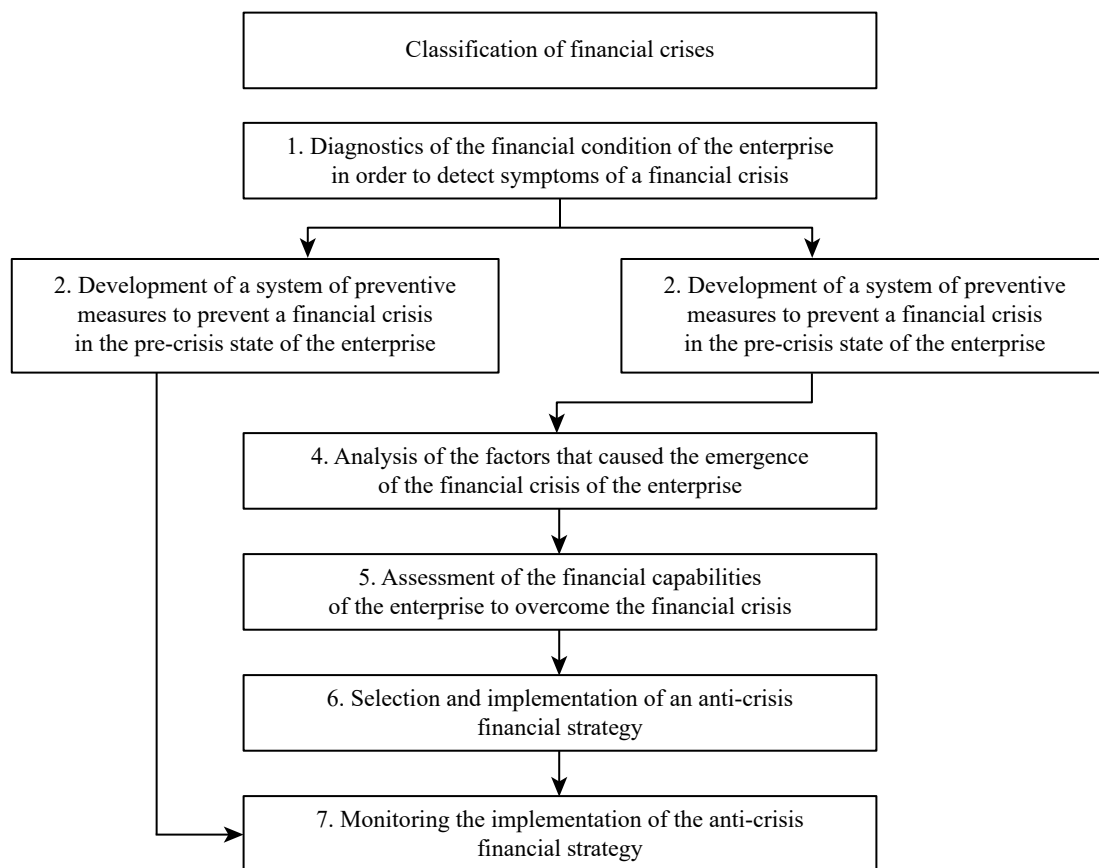 Classification of financial crises
1. Diagnostics of the financial condition of the enterprise
in order to detect symptoms of a financial crisis
2. Development of a system of preventive
measures to prevent a financial crisis
in the pre-crisis state of the enterprise
2. Development of a system of preventive
measures to prevent a financial crisis
in the pre-crisis state of the enterprise
4. Analysis of the factors that caused the emergence
of the financial crisis of the enterprise
5. Assessment of the financial capabilities
of the enterprise to overcome the financial crisis
6. Selection and implementation of an anti-crisis
financial strategy
7. Monitoring the implementation of the anti-crisis
financial strategy